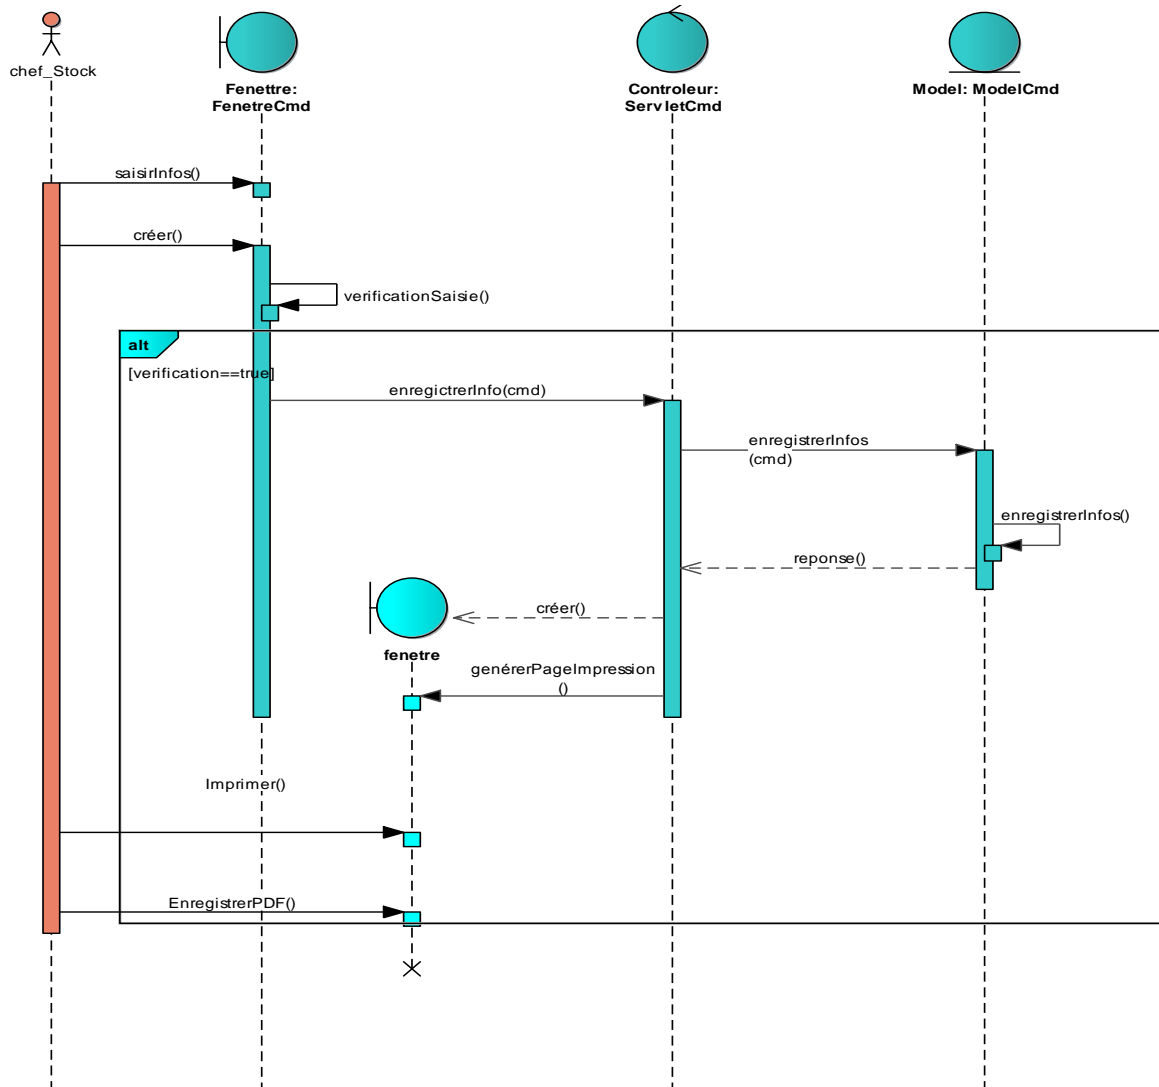 chef_Stock
Fenettre:
FenetreCmd
Controleur:
ServletCmd
Model: ModelCmd
saisirInfos()
créer()
verificationSaisie()
alt
[verification==true]
enregictrerInfo(cmd)
enregistrerInfos
(cmd)
enregistrerInfos()
reponse()
créer()
fenetre
genérerPageImpression
()
Imprimer()
EnregistrerPDF()